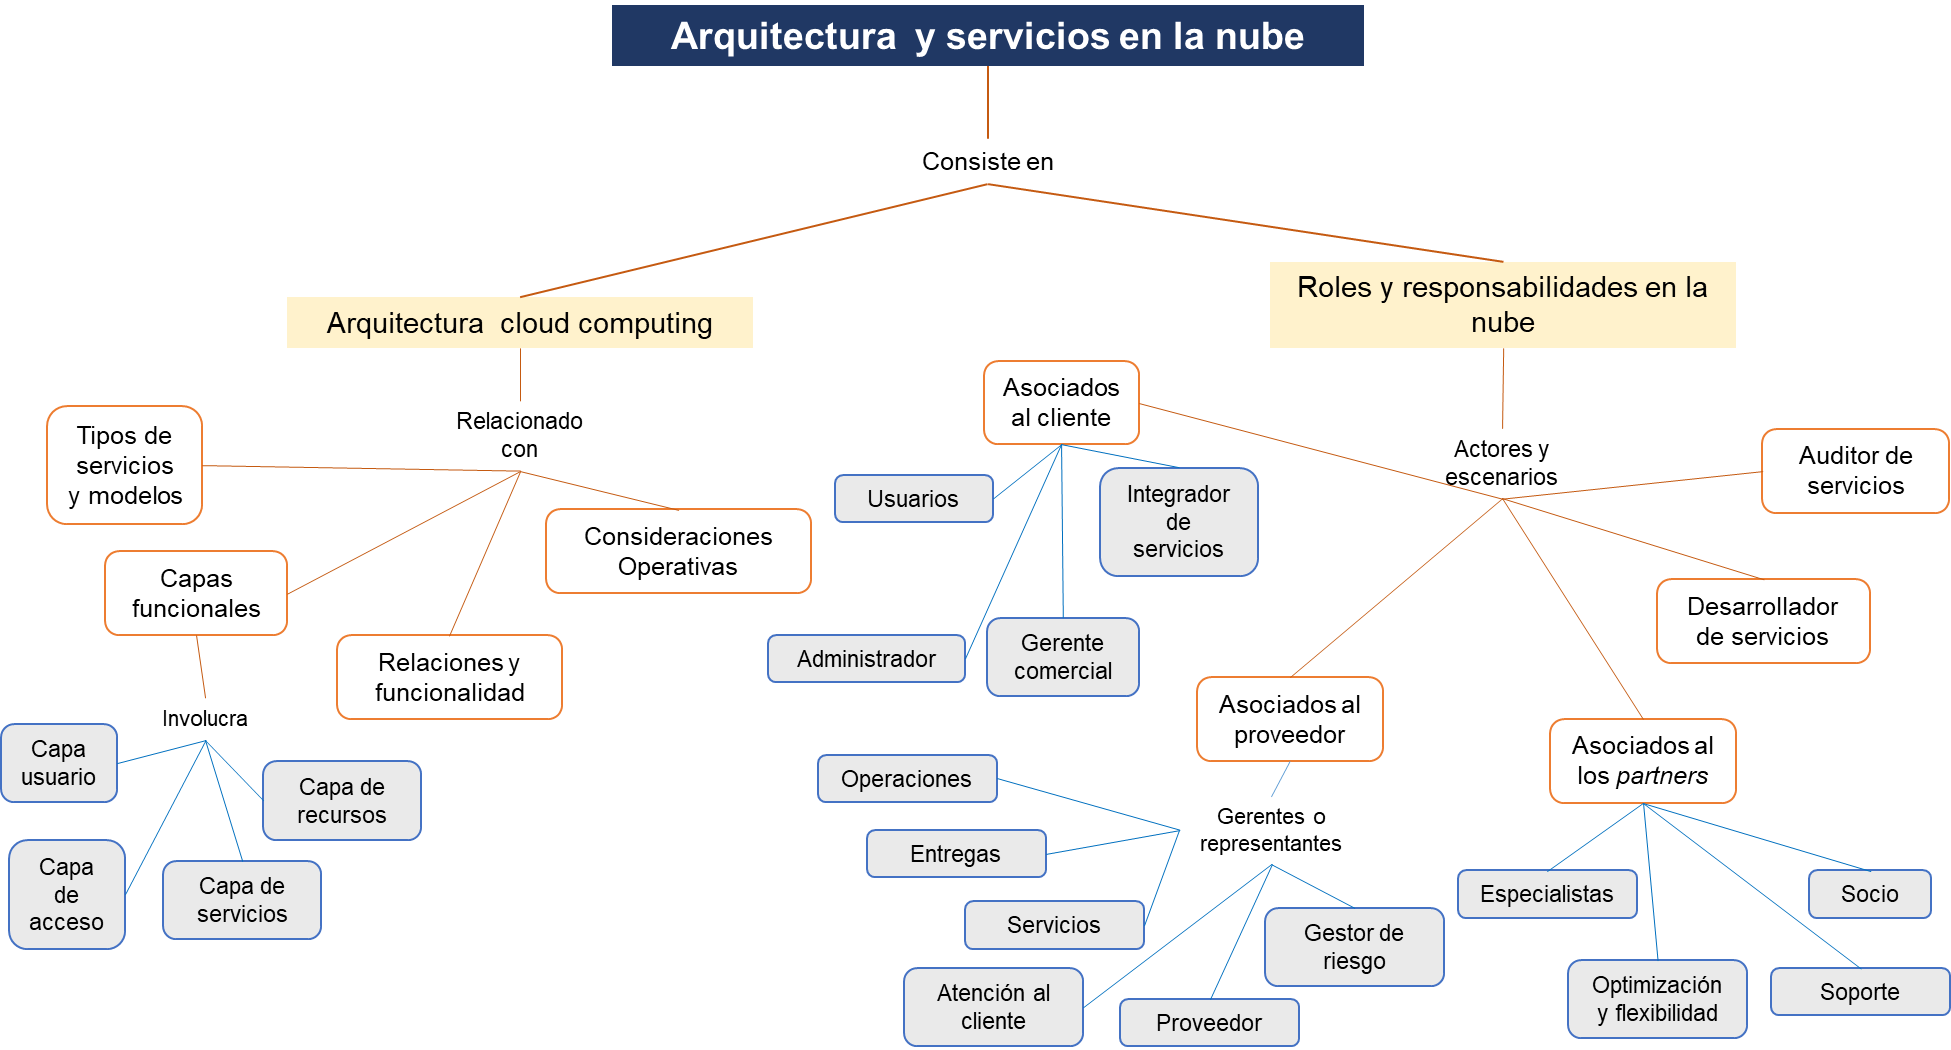 Arquitectura y servicios en la nube
Consiste en
Arquitectura cloud computing
Relacionado
con
Tipos de
servicios
y modelos
Capas
funcionales
Relaciones y
funcionalidad
Consideraciones
Operativas
Involucra
Capa
usuario
Capa
de
acceso
Capa de
servicios
Capa de
recursos
Roles y responsabilidades en la
nube
Actores y
escenarios
Asociados
al cliente
Usuarios
Administrador
Gerente
comercial
Integrador
de
servicios
Asociados al
proveedor
Gerentes o
representantes
Operaciones
Entregas
Servicios
Atención al
cliente
Proveedor
Gestor de
riesgo
Asociados al
los partners
Especialistas
Optimización
y flexibilidad
Soporte
Socio
Desarrollador
de servicios
Auditor de
servicios